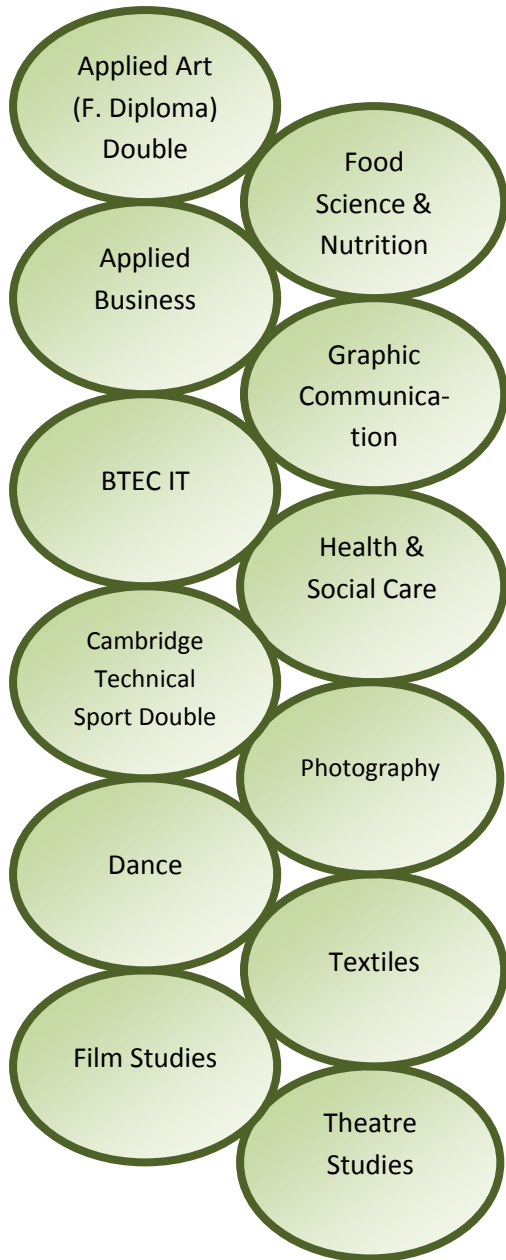 Applied Art
(F. Diploma)
Double
Food
Science &
Nutrition
Applied
Business
Graphic
Communica-
tion
BTEC IT
Health &
Social Care
Cambridge
Technical
Sport Double
Photography
Dance
Textiles
Film Studies
Theatre
Studies